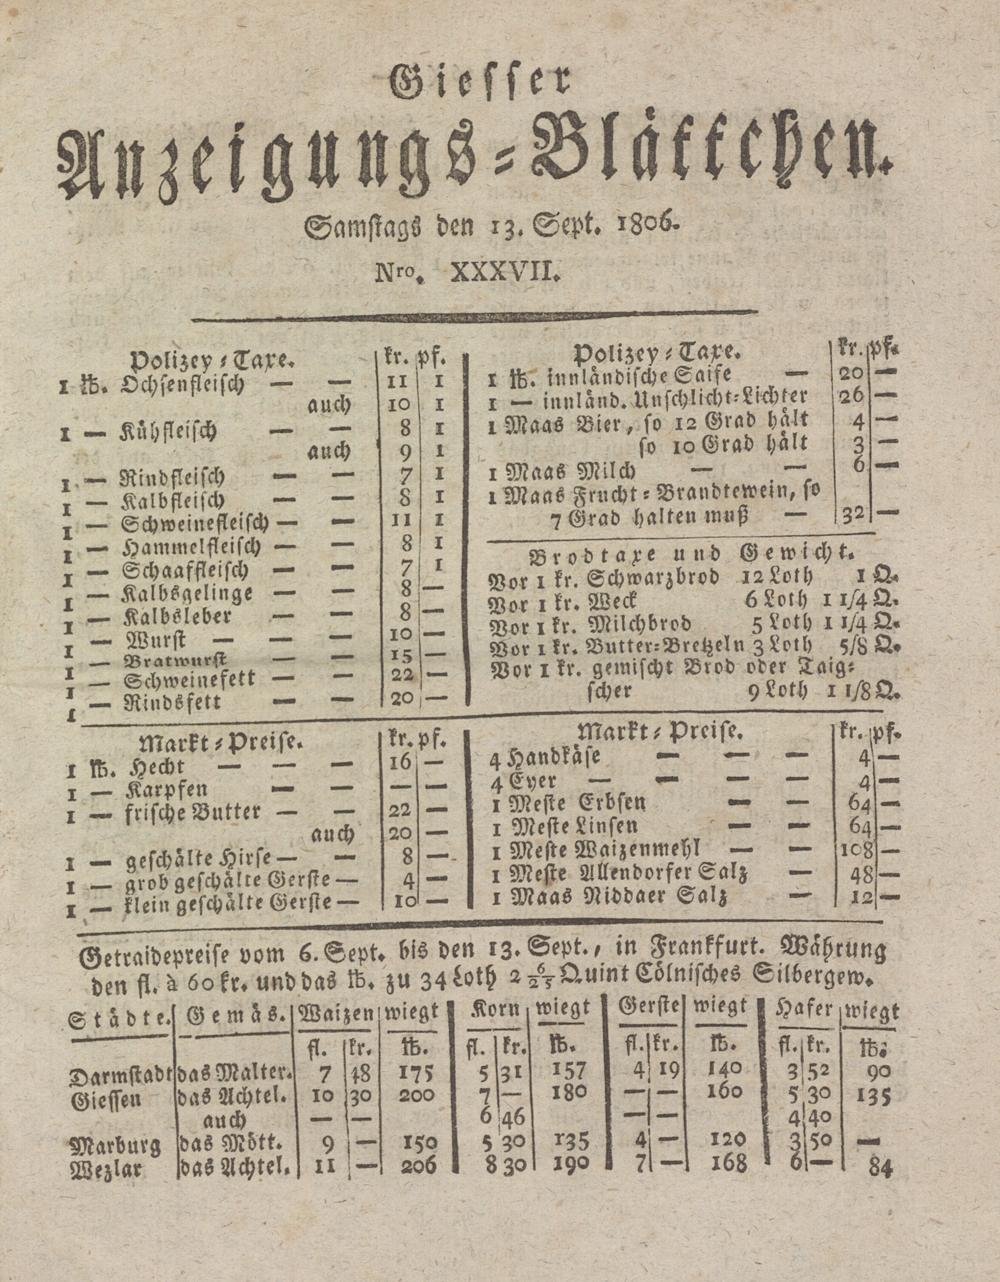 Giesser
Anzeigungs-Blättchen.
Samstags den 13. Sept. 1806.
Nro. XXXVII.
Polizey-Taxe. kr. pf.
1 ℔. Ochsenfleisch — — 11 1
auch 10 1
1 — Kühfleisch — — 8 1
auch 9 1
1 — Rindfleisch — — 7 1
1 — Kalbfleisch — — 8 1
1 — Schweinefleisch — — 11 1
1 — Hammelfleisch — — 8 1
1 — Schaaffleisch — — 7 1
1 — Kalbsgelinge — — 8 —
1 — Kalbsleber — — 8 —
1 — Wurst — — — 10 —
1 — Bratwurst — — 15 —
1 — Schweinefett — — 22 —
1 — Rindsfett — — 20 —
Polizey-Taxe. kr. pf.
1 ℔. innländische Saife — 20 —
1 — innländ. Unschlicht-Lichter 26 —
1 Maas Bier, so 12 Grad hält 4 —
so 10 Grad hält 3 —
1 Maas Milch — — 6 —
1 Maas Frucht-Brandtewein, so
7 Grad halten muß — 32 —
Brodtaxe und Gewicht.
Vor 1 kr. Schwarzbrod 12 Loth 1 Q.
Vor 1 kr. Weck 6 Loth 1 1/4 Q.
Vor 1 kr. Milchbrod 5 Loth 1 1/4 Q.
Vor 1 kr. Butter-Bretzeln 3 Loth 5/8 Q.
Vor 1 kr. gemischt Brod oder Taig-
scher 9 Loth 1 1/8 Q.
Markt-Preise. kr. pf.
1 ℔. Hecht — — — 16 —
1 — Karpfen — — — —
1 — frische Butter — — 22 —
auch 20 —
1 — geschälte Hirse — — 8 —
1 — grob geschälte Gerste — 4 —
1 — klein geschälte Gerste — 10 —
Markt-Preise. kr. pf.
4 Handkäse — — — 4 —
4 Eyer — — — — 4 —
1 Meste Erbsen — — 64 —
1 Meste Linsen — — 64 —
1 Meste Waizenmehl — — 108 —
1 Meste Allendorfer Salz — 48 —
1 Maas Niddaer Salz — 12 —
Getraidepreise vom 6. Sept. bis den 13. Sept., in Frankfurt. Währung
den fl. à 60 kr. und das ℔. zu 34 Loth 2 6/25 Quint Cölnisches Silbergew.
Städte. Gemäs. Waizen wiegt Korn wiegt Gerste wiegt Hafer wiegt
fl. kr. ℔. fl. kr. ℔. fl. kr. ℔. fl. kr. ℔.
Darmstadt das Malter. 7 48 175 5 31 157 4 19 140 3 52 90
Giessen das Achtel. 10 30 200 7 — 180 — — 160 5 30 135
auch — — 6 46 — — 4 40
Marburg das Mött. 9 — 150 5 30 135 4 — 120 3 50 —
Wezlar das Achtel. 11 — 206 8 30 190 7 — 168 6 — 84